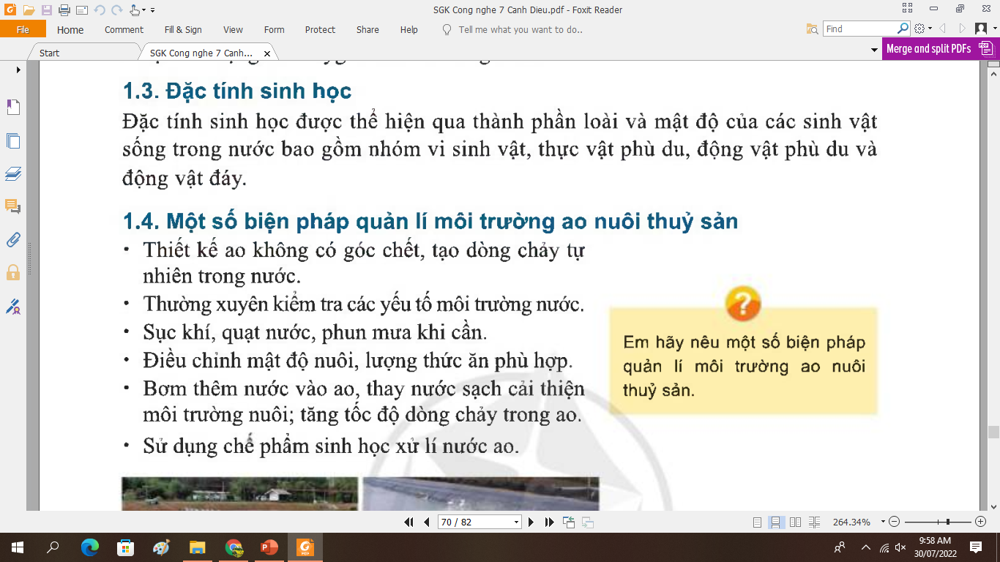 SGK Cong nghe 7 Canh Dieu.pdf - Foxit Reader
File Home Comment Fill & Sign View Form Protect Share Help Tell me what you want to do.. Find
Start SGK Cong nghe 7 Canh... Merge and split PDFs
1.3. Đặc tính sinh học
Đặc tính sinh học được thể hiện qua thành phần loài và mật độ của các sinh vật
sống trong nước bao gồm nhóm vi sinh vật, thực vật phù du, động vật phù du và
động vật đáy.
1.4. Một số biện pháp quản lí môi trường ao nuôi thuỷ sản
• Thiết kế ao không có góc chết, tạo dòng chảy tự
nhiên trong nước.
• Thường xuyên kiểm tra các yếu tố môi trường nước.
• Sục khí, quạt nước, phun mưa khi cần.
• Điều chỉnh mật độ nuôi, lượng thức ăn phù hợp.
• Bơm thêm nước vào ao, thay nước sạch cải thiện
môi trường nuôi; tăng tốc độ dòng chảy trong ao.
• Sử dụng chế phẩm sinh học xử lí nước ao.
?
Em hãy nêu một số biện pháp
quản lí môi trường ao nuôi
thuỷ sản.
70 / 82
264.34%
9:58 AM
30/07/2022